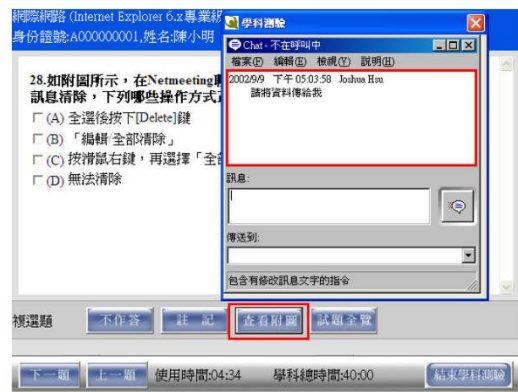 網際網路 (Internet Explorer 6.x專業級
身份證號:A000000001,姓名:陳小明
28.如附圖所示，在Netmeeting
訊息清除，下列哪些操作方式
(A) 全選後按下[Delete]鍵
(B) 「編輯/全部清除」
(C) 按滑鼠右鍵，再選擇「全
(D) 無法清除
學科測驗
Chat - 不在呼叫中
檔案(F) 編輯(E) 檢視(V) 說明(H)
2002/9/9 下午 05:03:58 Joshua Hsu
請將資料傳給我
訊息:
傳送到:
包含有修改訊息文字的指令
複選題 不作答 註 記 查看附圖 試題全覽
下一題 上一題 使用時間:04:34 學科總時間:40:00 結束學科測驗